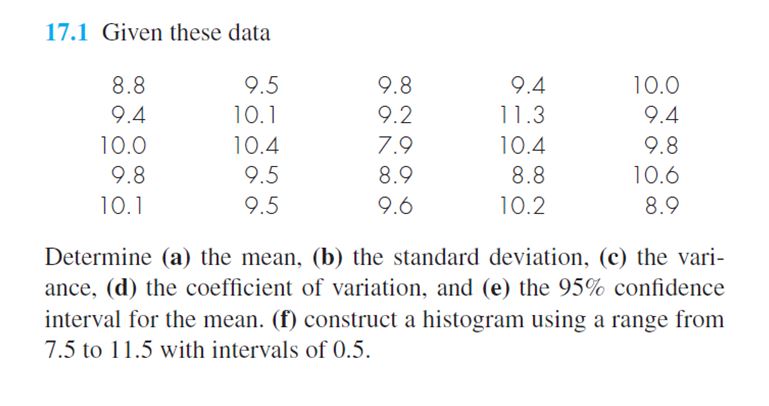 17.1 Given these data
8.8 9.5 9.8 9.4 10.0
9.4 10.1 9.2 11.3 9.4
10.0 10.4 7.9 10.4 9.8
9.8 9.5 8.9 8.8 10.6
10.1 9.5 9.6 10.2 8.9
Determine (a) the mean, (b) the standard deviation, (c) the vari-
ance, (d) the coefficient of variation, and (e) the 95% confidence
interval for the mean. (f) construct a histogram using a range from
7.5 to 11.5 with intervals of 0.5.